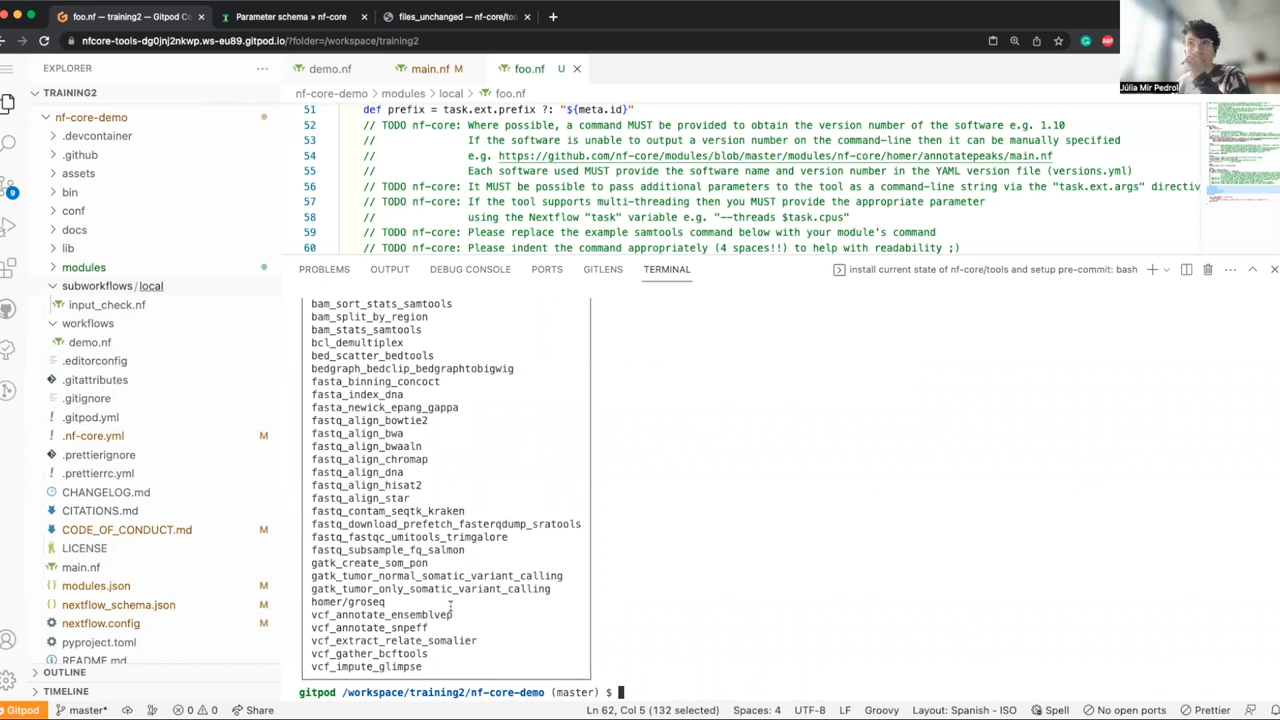 foo.nf — training2 — Gitpod C
Parameter schema » nf-core
files_unchanged — nf-core/too
nfcore-tools-dg0jnj2nkwp.ws-eu89.gitpod.io/?folder=/workspace/training2
Júlia Mir Pedrol
EXPLORER
TRAINING2
nf-core-demo
.devcontainer
.github
assets
bin
conf
docs
lib
modules
subworkflows / local
input_check.nf
workflows
demo.nf
.editorconfig
.gitattributes
.gitignore
.gitpod.yml
.nf-core.yml M
.prettierignore
.prettierrc.yml
CHANGELOG.md
CITATIONS.md
CODE_OF_CONDUCT.md M
LICENSE
main.nf
modules.json M
nextflow_schema.json M
nextflow.config M
pyproject.toml
README.md
OUTLINE
TIMELINE
demo.nf
main.nf M
foo.nf U
nf-core-demo > modules > local > foo.nf
51 def prefix = task.ext.prefix ?: "${meta.id}"
52 // TODO nf-core: Where possible, a command MUST be provided to obtain the version number of the software e.g. 1.10
53 // If the software is unable to output a version number on the command-line then it can be manually specified
54 // e.g. https://github.com/nf-core/modules/blob/master/modules/nf-core/homer/annotatepeaks/main.nf
55 // Each software used MUST provide the software name and version number in the YAML version file (versions.yml)
56 // TODO nf-core: It MUST be possible to pass additional parameters to the tool as a command-line string via the "task.ext.args" directiv
57 // TODO nf-core: If the tool supports multi-threading then you MUST provide the appropriate parameter
58 // using the Nextflow "task" variable e.g. "--threads $task.cpus"
59 // TODO nf-core: Please replace the example samtools command below with your module's command
60 // TODO nf-core: Please indent the command appropriately (4 spaces!!) to help with readability ;)
PROBLEMS OUTPUT DEBUG CONSOLE PORTS GITLENS TERMINAL
install current state of nf-core/tools and setup pre-commit: bash
bam_sort_stats_samtools
bam_split_by_region
bam_stats_samtools
bcl_demultiplex
bed_scatter_bedtools
bedgraph_bedclip_bedgraphtobigwig
fasta_binning_concoct
fasta_index_dna
fasta_newick_epang_gappa
fastq_align_bowtie2
fastq_align_bwa
fastq_align_bwaaln
fastq_align_chromap
fastq_align_dna
fastq_align_hisat2
fastq_align_star
fastq_contam_seqtk_kraken
fastq_download_prefetch_fasterqdump_sratools
fastq_fastqc_umitools_trimgalore
fastq_subsample_fq_salmon
gatk_create_som_pon
gatk_tumor_normal_somatic_variant_calling
gatk_tumor_only_somatic_variant_calling
homer/groseq
vcf_annotate_ensemblvep
vcf_annotate_snpeff
vcf_extract_relate_somalier
vcf_gather_bcftools
vcf_impute_glimpse
gitpod /workspace/training2/nf-core-demo (master) $
Gitpod master* 0 0 Share Ln 62, Col 5 (132 selected) Spaces: 4 UTF-8 LF Groovy Layout: Spanish - ISO Spell No open ports Prettier